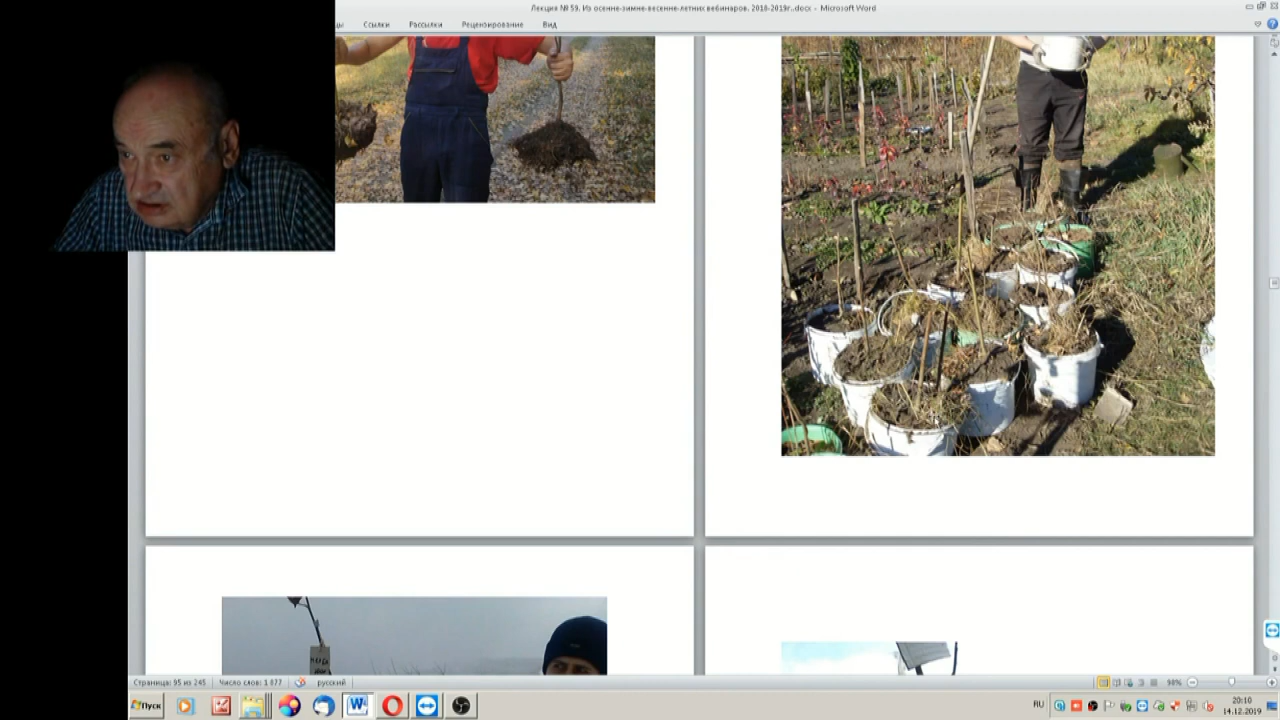 Лекция № 59. Из осенне-зимне-весенне-летних вебинаров. 2018-2019г..docx - Microsoft Word
цы Ссылки Рассылки Рецензирование Вид
Страница: 95 из 245 Число слов: 1 877 русский 98%
Пуск RU 20:10
14.12.2019